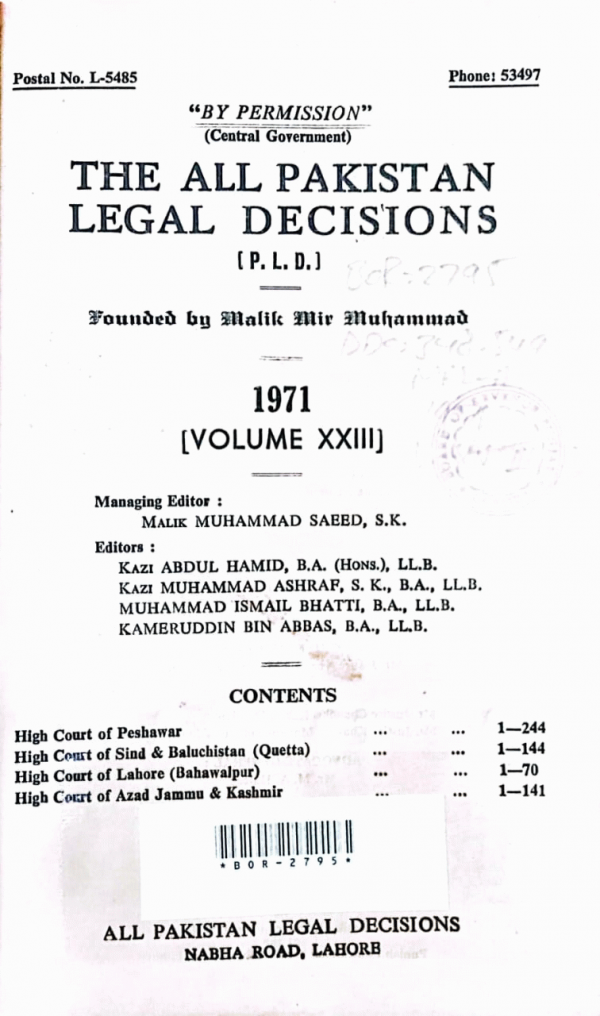 Postal No. L-5485 Phone: 53497
"BY PERMISSION"
(Central Government)
THE ALL PAKISTAN
LEGAL DECISIONS
[ P. L. D. ]
BOR-2795
Founded by Malik Mir Muhammad
1971
[VOLUME XXIII]
Managing Editor :
MALIK MUHAMMAD SAEED, S.K.
Editors :
KAZI ABDUL HAMID, B.A. (HONS.), LL.B.
KAZI MUHAMMAD ASHRAF, S. K., B.A., LL.B.
MUHAMMAD ISMAIL BHATTI, B.A., LL.B.
KAMERUDDIN BIN ABBAS, B.A., LL.B.
CONTENTS
High Court of Peshawar ... ... 1—244
High Court of Sind & Baluchistan (Quetta) ... ... 1—144
High Court of Lahore (Bahawalpur) ... ... 1—70
High Court of Azad Jammu & Kashmir ... ... 1—141
*BOR-2795*
ALL PAKISTAN LEGAL DECISIONS
NABHA ROAD, LAHORE